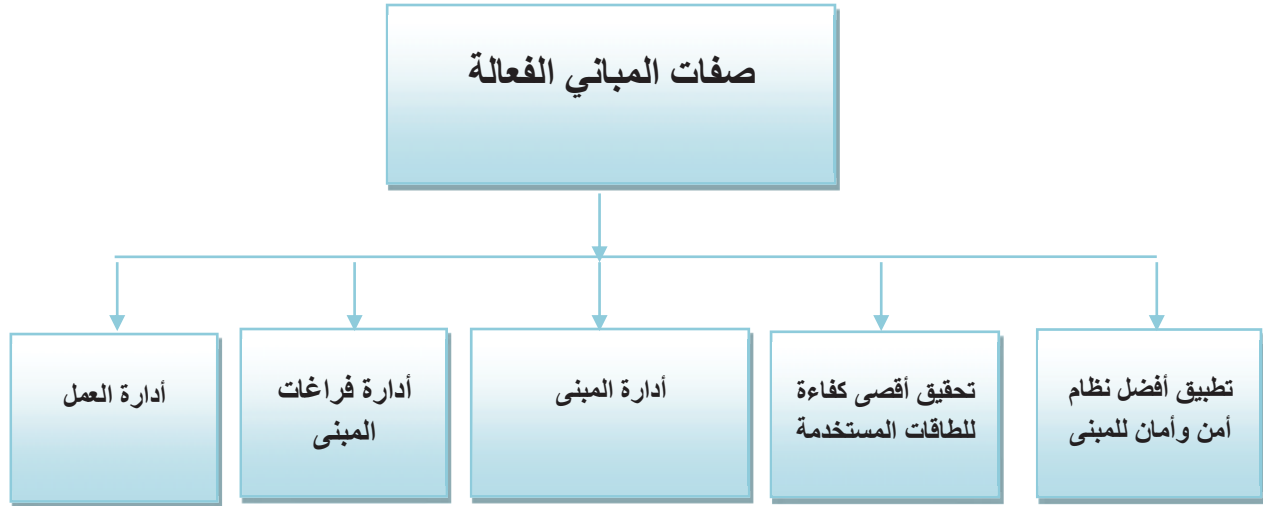 صفات المباني الفعالة
تطبيق أفضل نظام
أمن وأمان للمبنى
تحقيق أقصى كفاءة
للطاقات المستخدمة
أدارة المبنى
أدارة فراغات
المبنى
أدارة العمل